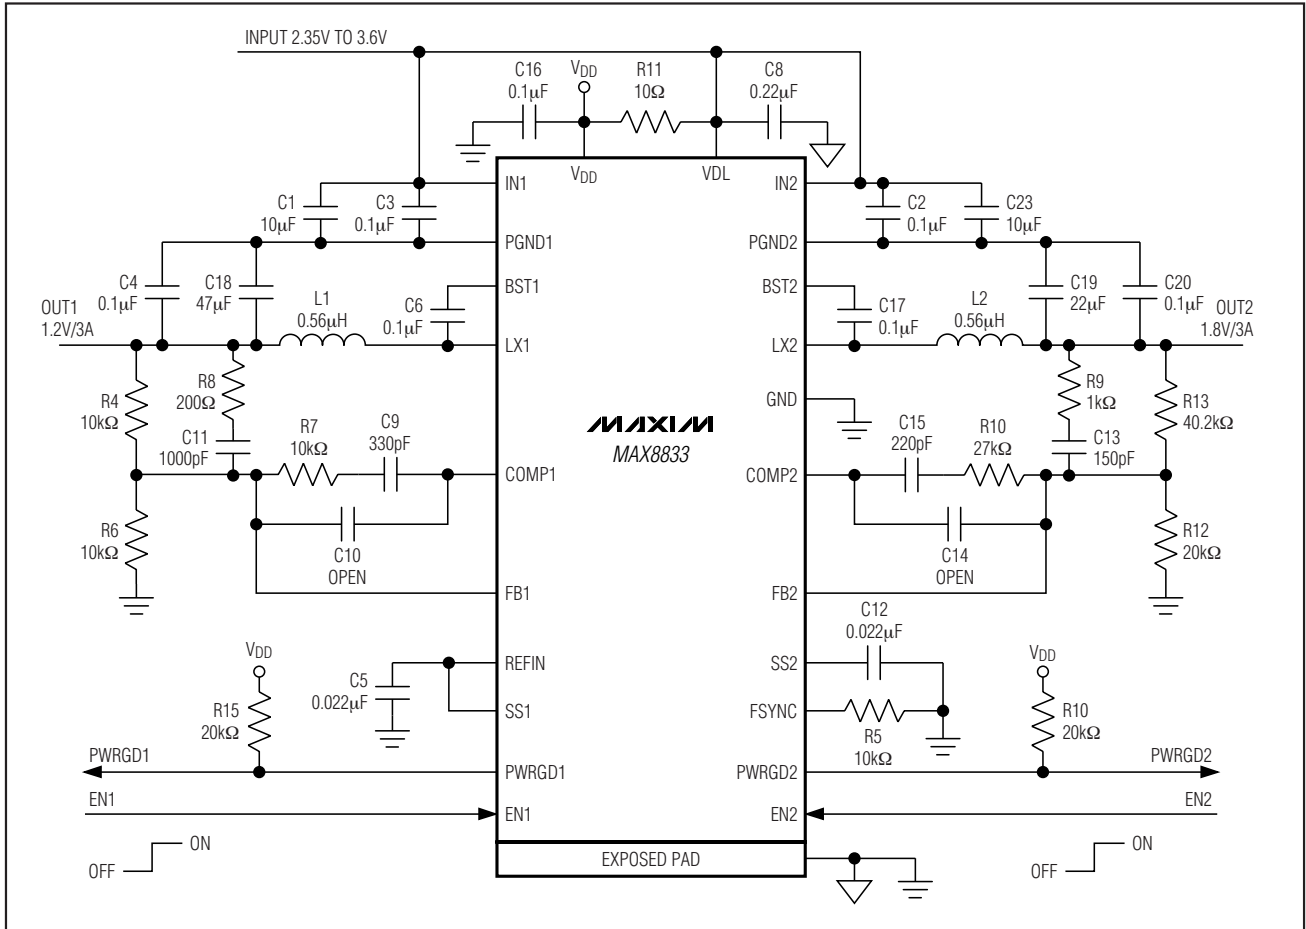 INPUT 2.35V TO 3.6V
C16
0.1µF
VDD
R11
10Ω
C8
0.22µF
VDD
VDL
IN1
IN2
C1
10µF
C3
0.1µF
C2
0.1µF
C23
10µF
PGND1
PGND2
C4
0.1µF
C18
47µF
L1
0.56µH
C6
0.1µF
BST1
BST2
C17
0.1µF
L2
0.56µH
C19
22µF
C20
0.1µF
OUT1
1.2V/3A
OUT2
1.8V/3A
LX1
LX2
R4
10kΩ
R8
200Ω
C11
1000pF
R7
10kΩ
C9
330pF
GND
MAXIM
MAX8833
C15
220pF
R10
27kΩ
R9
1kΩ
C13
150pF
R13
40.2kΩ
COMP1
COMP2
R6
10kΩ
C10
OPEN
C14
OPEN
R12
20kΩ
FB1
FB2
C12
0.022µF
VDD
REFIN
SS2
VDD
C5
0.022µF
R15
20kΩ
SS1
FSYNC
R5
10kΩ
R10
20kΩ
PWRGD1
PWRGD1
PWRGD2
PWRGD2
EN1
EN1
EN2
EN2
OFF
ON
EXPOSED PAD
OFF
ON